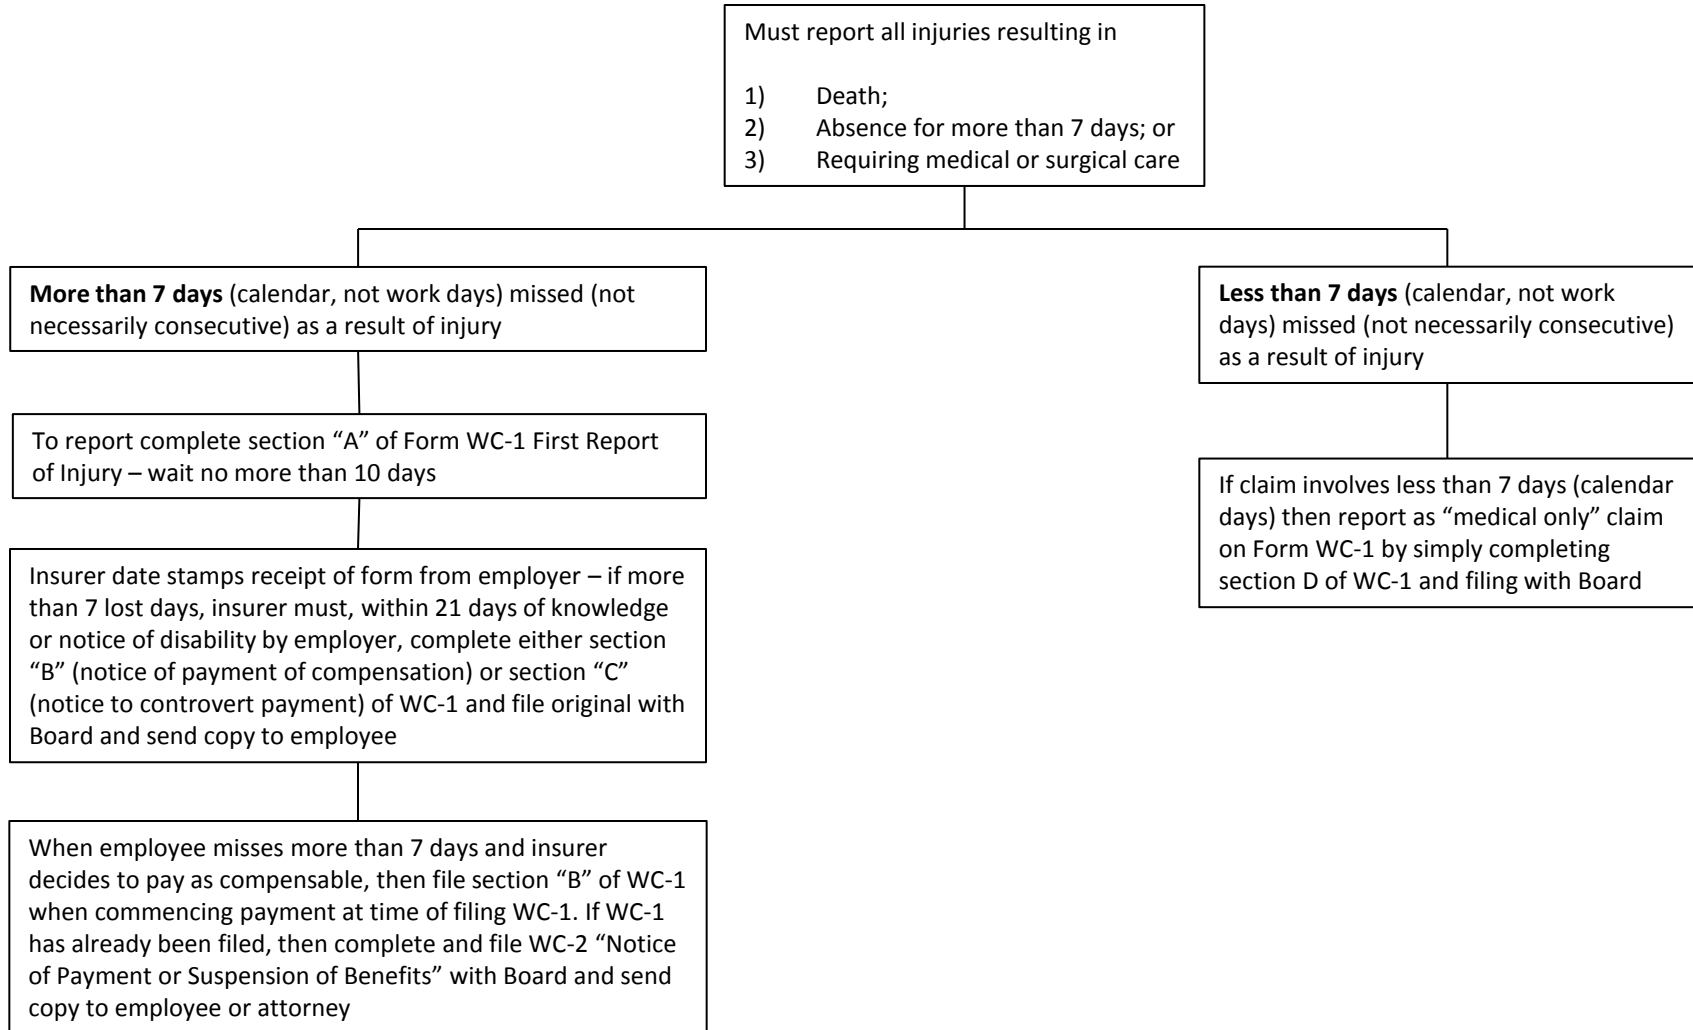 Must report all injuries resulting in
1) Death;
2) Absence for more than 7 days; or
3) Requiring medical or surgical care
More than 7 days (calendar, not work days) missed (not
necessarily consecutive) as a result of injury
To report complete section “A” of Form WC-1 First Report
of Injury – wait no more than 10 days
Insurer date stamps receipt of form from employer – if more
than 7 lost days, insurer must, within 21 days of knowledge
or notice of disability by employer, complete either section
“B” (notice of payment of compensation) or section “C”
(notice to controvert payment) of WC-1 and file original with
Board and send copy to employee
When employee misses more than 7 days and insurer
decides to pay as compensable, then file section “B” of WC-1
when commencing payment at time of filing WC-1. If WC-1
has already been filed, then complete and file WC-2 “Notice
of Payment or Suspension of Benefits” with Board and send
copy to employee or attorney
Less than 7 days (calendar, not work
days) missed (not necessarily consecutive)
as a result of injury
If claim involves less than 7 days (calendar
days) then report as “medical only” claim
on Form WC-1 by simply completing
section D of WC-1 and filing with Board